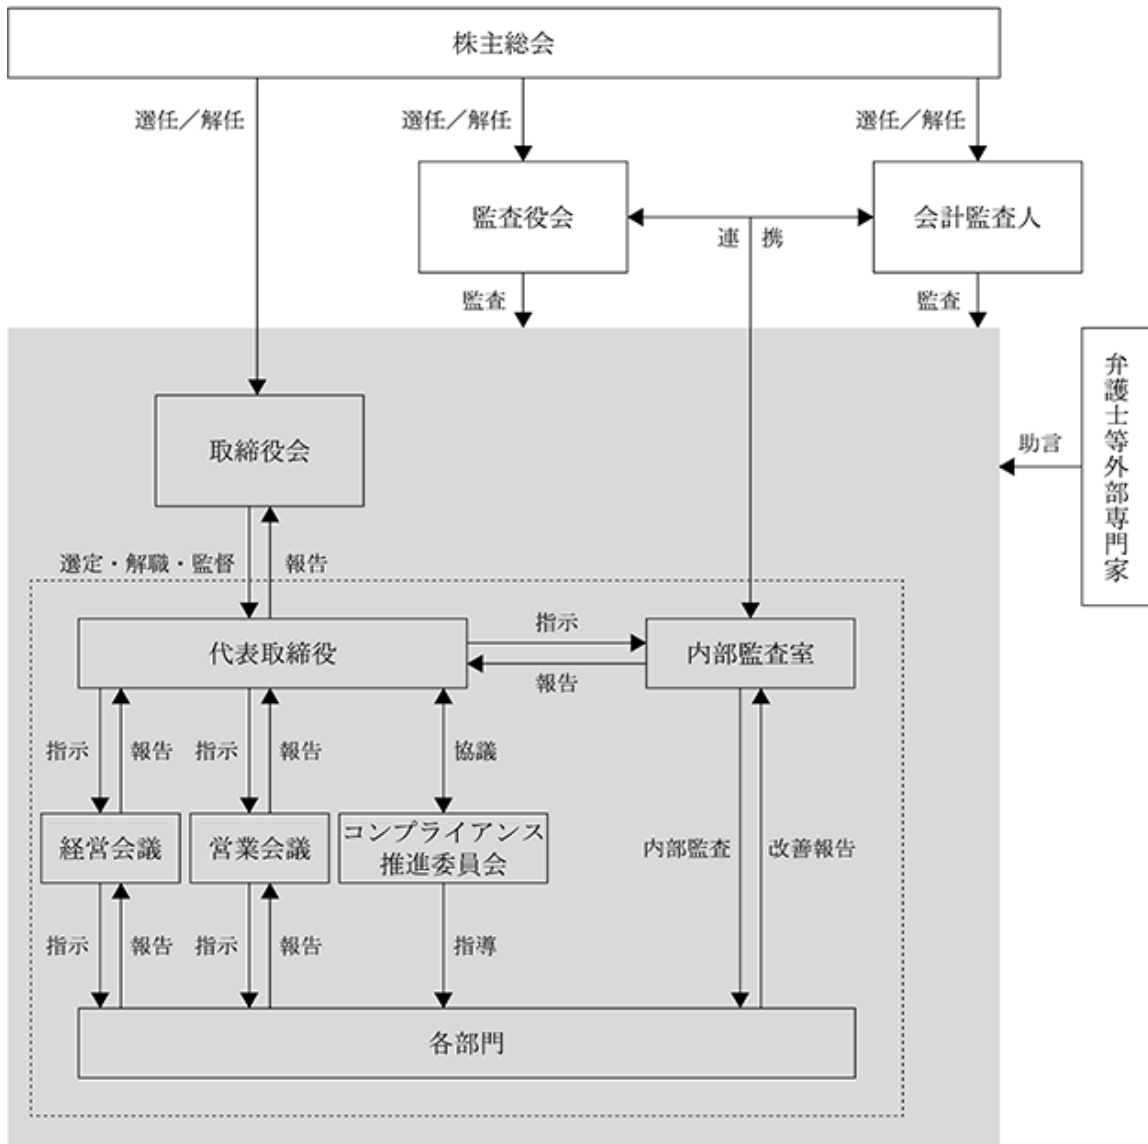 株主総会
選任／解任
選任／解任
選任／解任
監査役会
会計監査人
連携
監査
監査
弁護士等外部専門家
助言
取締役会
選定・解職・監督
報告
代表取締役
指示
報告
内部監査室
指示
報告
指示
報告
協議
経営会議
営業会議
コンプライアンス
推進委員会
内部監査
改善報告
指示
報告
指示
報告
指導
各部門